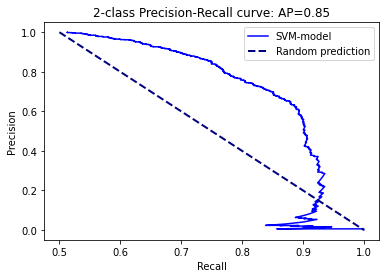 2-class Precision-Recall curve: AP=0.85
SVM-model
Random prediction
Precision
1.0
0.8
0.6
0.4
0.2
0.0
0.5 0.6 0.7 0.8 0.9 1.0
Recall